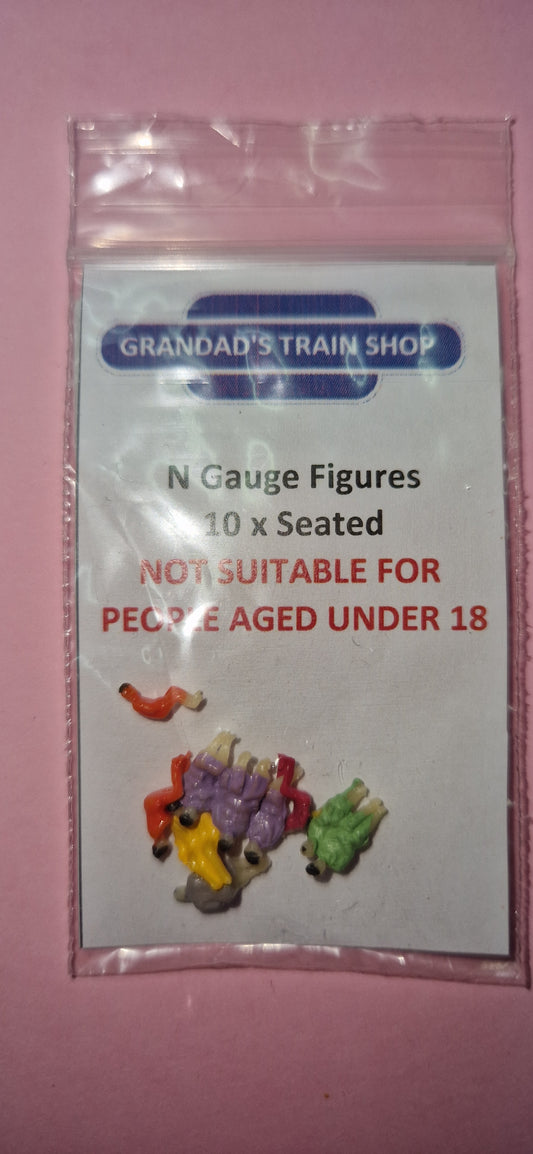 GRANDAD'S TRAIN SHOP
N Gauge Figures
10 x Seated
NOT SUITABLE FOR
PEOPLE AGED UNDER 18